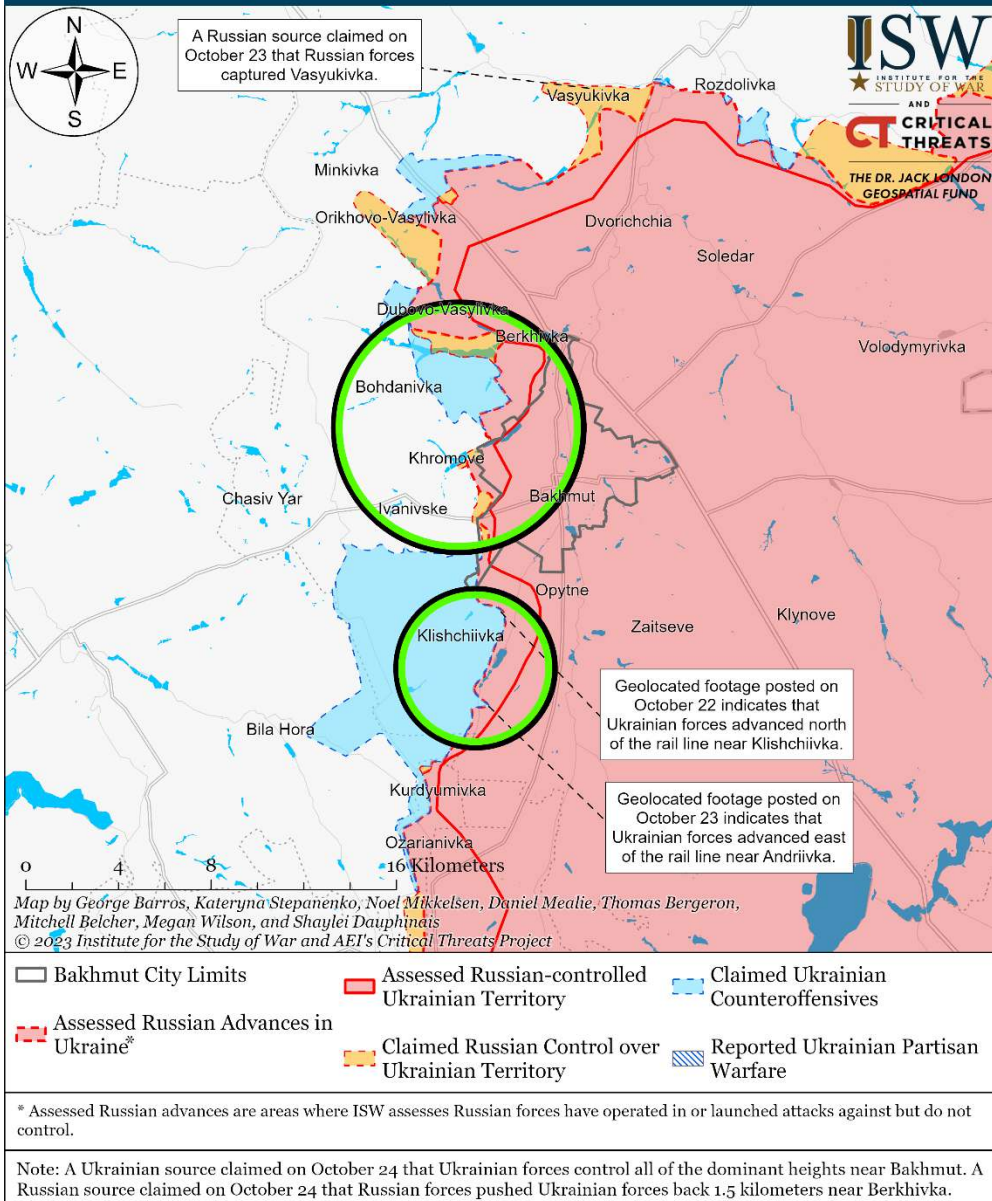 N
W
E
S
A Russian source claimed on
October 23 that Russian forces
captured Vasyukivka.
ISW
INSTITUTE FOR THE
STUDY OF WAR
AND
CT CRITICAL
THREATS
THE DR. JACK LONDON
GEOSPATIAL FUND
Vasyukivka
Rozdolivka
Minkivka
Orikhovo-Vasylivka
Dvorichchia
Soledar
Dubovo-Vasylivka
Berkhivka
Volodymyrivka
Bohdanivka
Khromove
Chasiv Yar
Ivanivske
Bakhmut
Opytne
Klishchiivka
Zaitseve
Klynove
Geolocated footage posted on
October 22 indicates that
Ukrainian forces advanced north
of the rail line near Klishchiivka.
Bila Hora
Kurdyumivka
Geolocated footage posted on
October 23 indicates that
Ukrainian forces advanced east
of the rail line near Andriivka.
Ozarianivka
0 4 8 16 Kilometers
Map by George Barros, Kateryna Stepanenko, Noel Mikkelsen, Daniel Mealie, Thomas Bergeron,
Mitchell Belcher, Megan Wilson, and Shaylei Dauphinais
© 2023 Institute for the Study of War and AEI's Critical Threats Project
Bakhmut City Limits
Assessed Russian Advances in
Ukraine*
Assessed Russian-controlled
Ukrainian Territory
Claimed Russian Control over
Ukrainian Territory
Claimed Ukrainian
Counteroffensives
Reported Ukrainian Partisan
Warfare
* Assessed Russian advances are areas where ISW assesses Russian forces have operated in or launched attacks against but do not
control.
Note: A Ukrainian source claimed on October 24 that Ukrainian forces control all of the dominant heights near Bakhmut. A
Russian source claimed on October 24 that Russian forces pushed Ukrainian forces back 1.5 kilometers near Berkhivka.